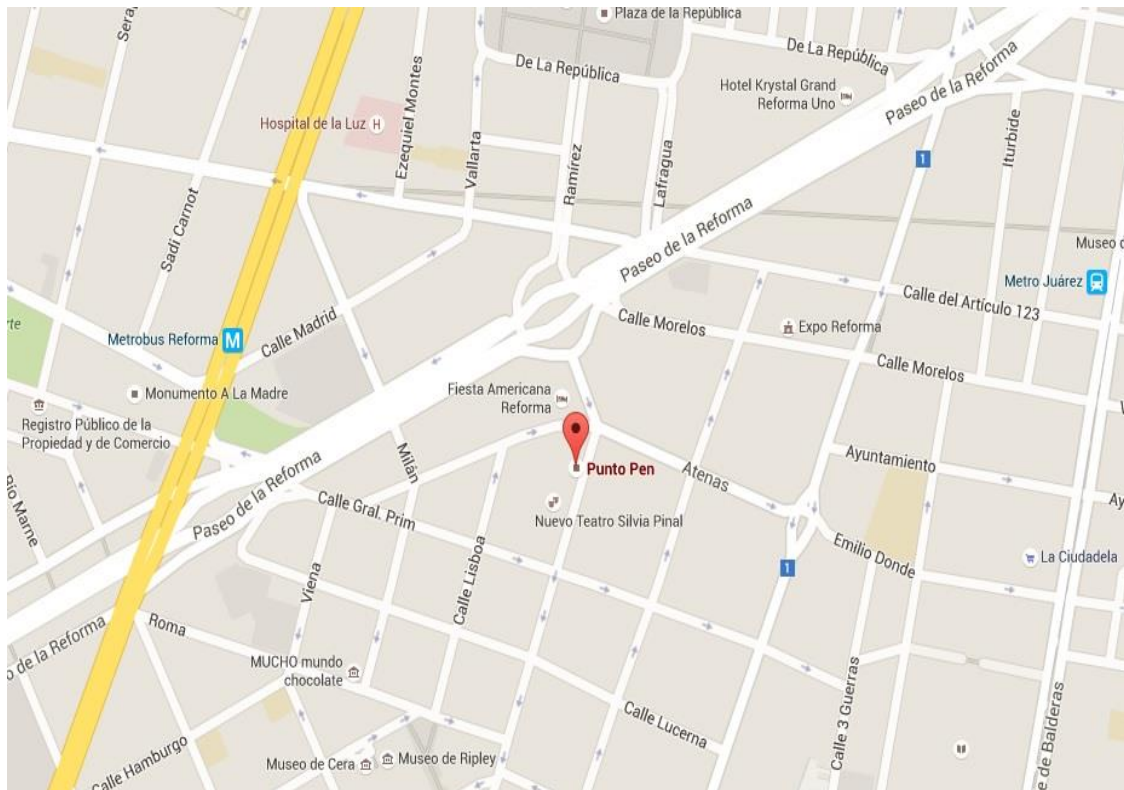 Plaza de la República
De La República
De La República
Hotel Krystal Grand
Reforma Uno
Paseo de la Reforma
Hospital de la Luz
H
Ezequiel Montes
Vallarta
Ramírez
Lafragua
Iturbide
1
Sadi Carnot
Paseo de la Reforma
Museo
Metro Juárez
Calle del Artículo 123
Calle Madrid
Calle Morelos
Expo Reforma
Metrobus Reforma
M
Calle Morelos
Monumento A La Madre
Fiesta Americana
Reforma
Registro Público de la
Propiedad y de Comercio
Milán
Punto Pen
Atenas
Ayuntamiento
Río Marne
Paseo de la Reforma
Calle Gral. Prim
Nuevo Teatro Silvia Pinal
Emilio Donde
La Ciudadela
1
Viena
Calle Lisboa
Roma
o de la Reforma
MUCHO mundo
chocolate
Calle 3 Guerras
Calle Lucerna
e de Balderas
Calle Hamburgo
Museo de Cera
Museo de Ripley